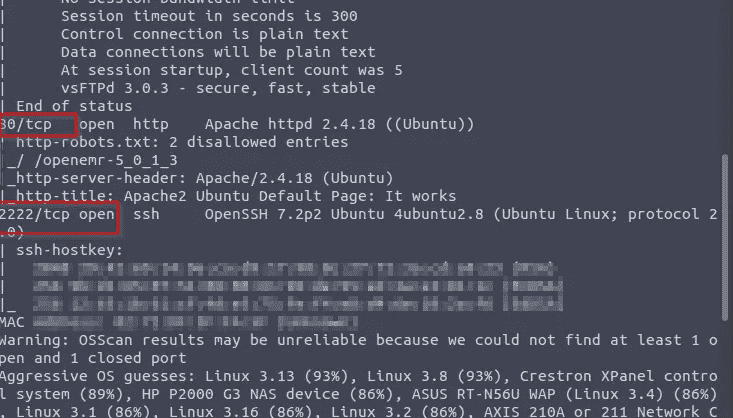 No session bandwidth limit
| Session timeout in seconds is 300
| Control connection is plain text
| Data connections will be plain text
| At session startup, client count was 5
| vsFTPd 3.0.3 - secure, fast, stable
| End of status
80/tcp open http Apache httpd 2.4.18 ((Ubuntu))
http-robots.txt: 2 disallowed entries
_/ /openemr-5_0_1_3
_http-server-header: Apache/2.4.18 (Ubuntu)
|_http-title: Apache2 Ubuntu Default Page: It works
2222/tcp open ssh OpenSSH 7.2p2 Ubuntu 4ubuntu2.8 (Ubuntu Linux; protocol 2
.0)
| ssh-hostkey:
|
|
|_
MAC
Warning: OSScan results may be unreliable because we could not find at least 1 o
pen and 1 closed port
Aggressive OS guesses: Linux 3.13 (93%), Linux 3.8 (93%), Crestron XPanel contro
l system (89%), HP P2000 G3 NAS device (86%), ASUS RT-N56U WAP (Linux 3.4) (86%)
, Linux 3.1 (86%), Linux 3.16 (86%), Linux 3.2 (86%), AXIS 210A or 211 Network C